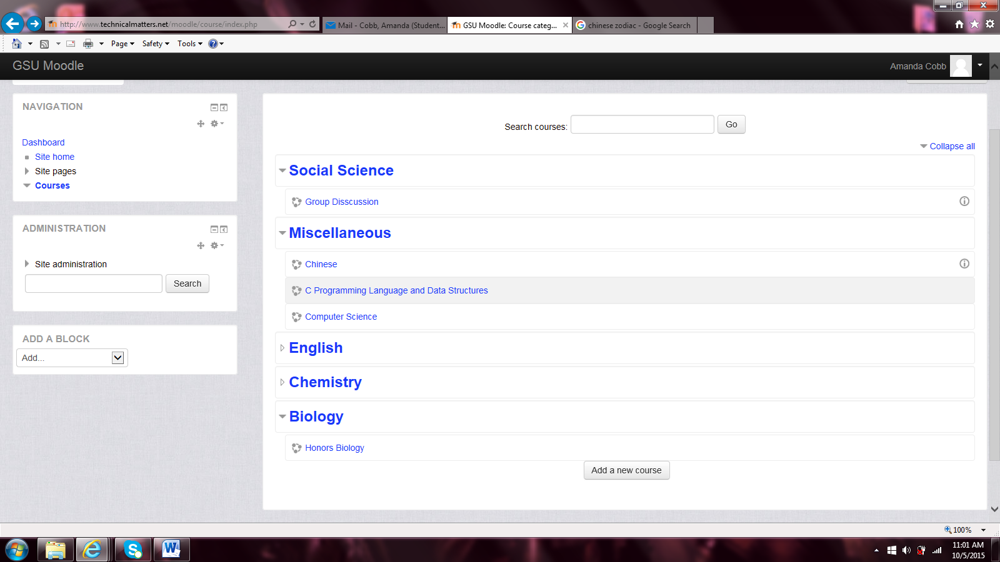 http://www.technicalmatters.net/moodle/course/index.php
Mail - Cobb, Amanda (Student...
GSU Moodle: Course categ...
chinese zodiac - Google Search
Page
Safety
Tools
GSU Moodle
Amanda Cobb
NAVIGATION
Dashboard
Site home
Site pages
Courses
ADMINISTRATION
Site administration
Search
ADD A BLOCK
Add...
Search courses:
Go
Collapse all
Social Science
Group Disscussion
Miscellaneous
Chinese
C Programming Language and Data Structures
Computer Science
English
Chemistry
Biology
Honors Biology
Add a new course
100%
11:01 AM
10/5/2015